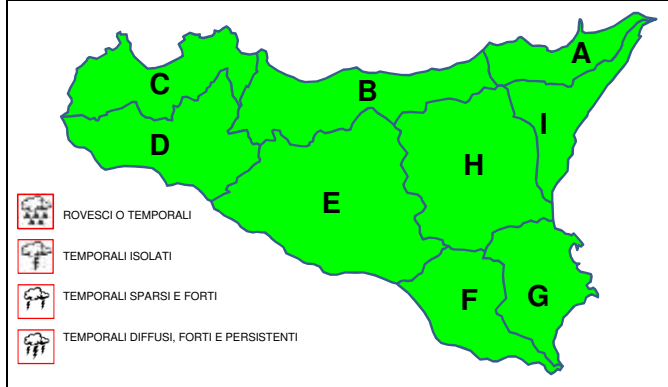 A
C
B
I
D
H
E
F
G
ROVESCI O TEMPORALI
TEMPORALI ISOLATI
TEMPORALI SPARSI E FORTI
TEMPORALI DIFFUSI, FORTI E PERSISTENTI